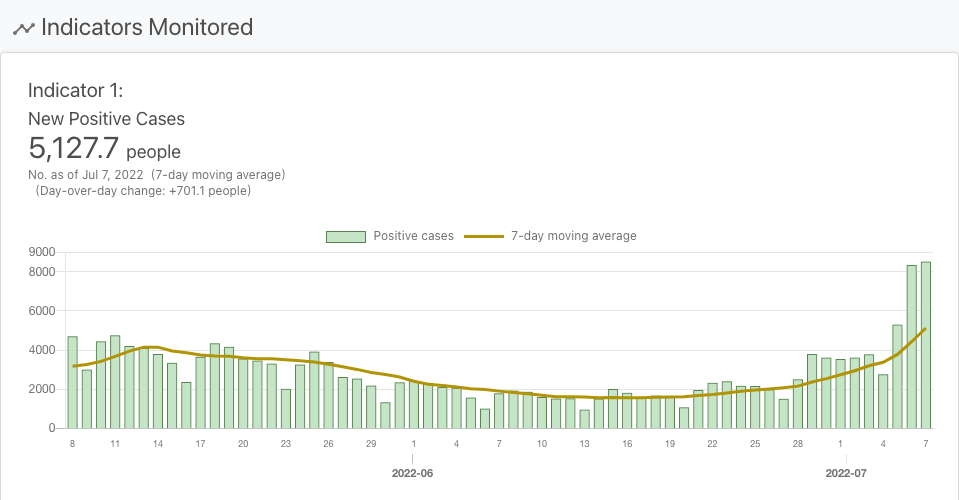 Indicators Monitored
Indicator 1:
New Positive Cases
5,127.7 people
No. as of Jul 7, 2022 (7-day moving average)
(Day-over-day change: +701.1 people)
Positive cases 7-day moving average
9000
8000
6000
4000
2000
0
8 11 14 17 20 23 26 29 1 4 7 10 13 16 19 22 25 28 1 4 7
2022-06 2022-07